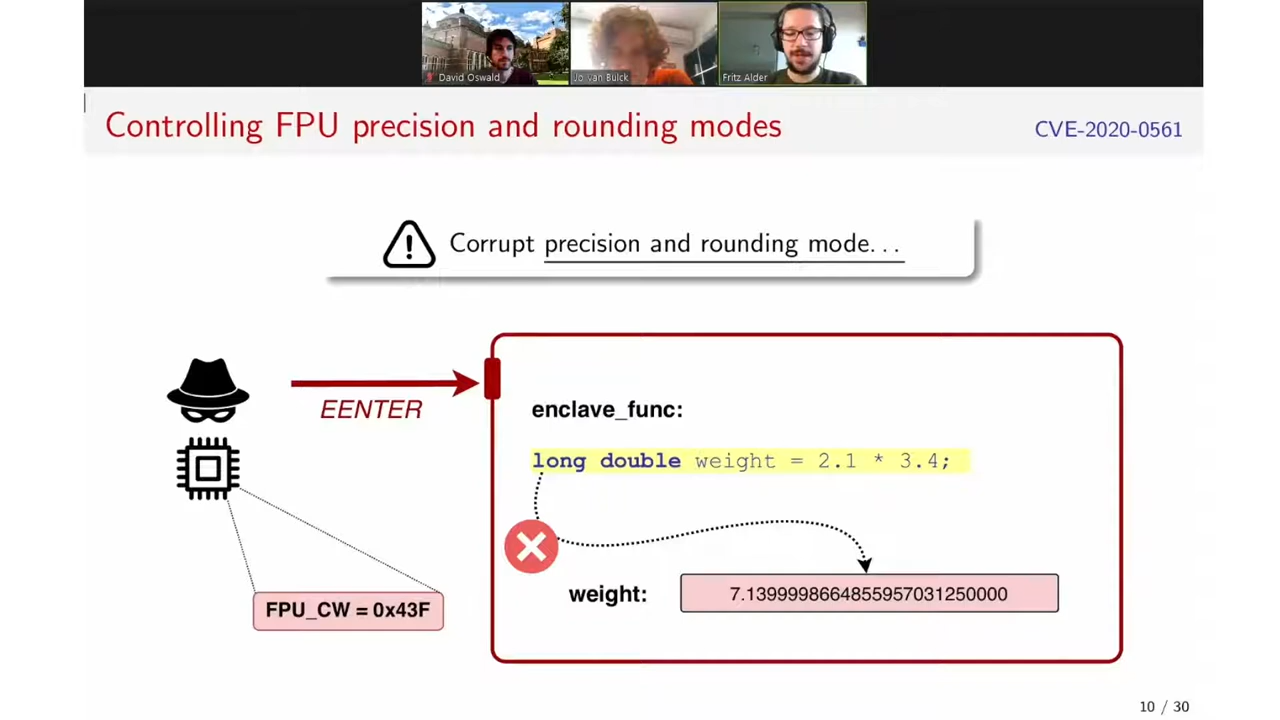 David Oswald
Jo Van Bulck
Fritz Alder
Controlling FPU precision and rounding modes
CVE-2020-0561
Corrupt precision and rounding mode...
EENTER
enclave_func:
long double weight = 2.1 * 3.4;
weight:
7.1399998664855957031250000
FPU_CW = 0x43F
10 / 30